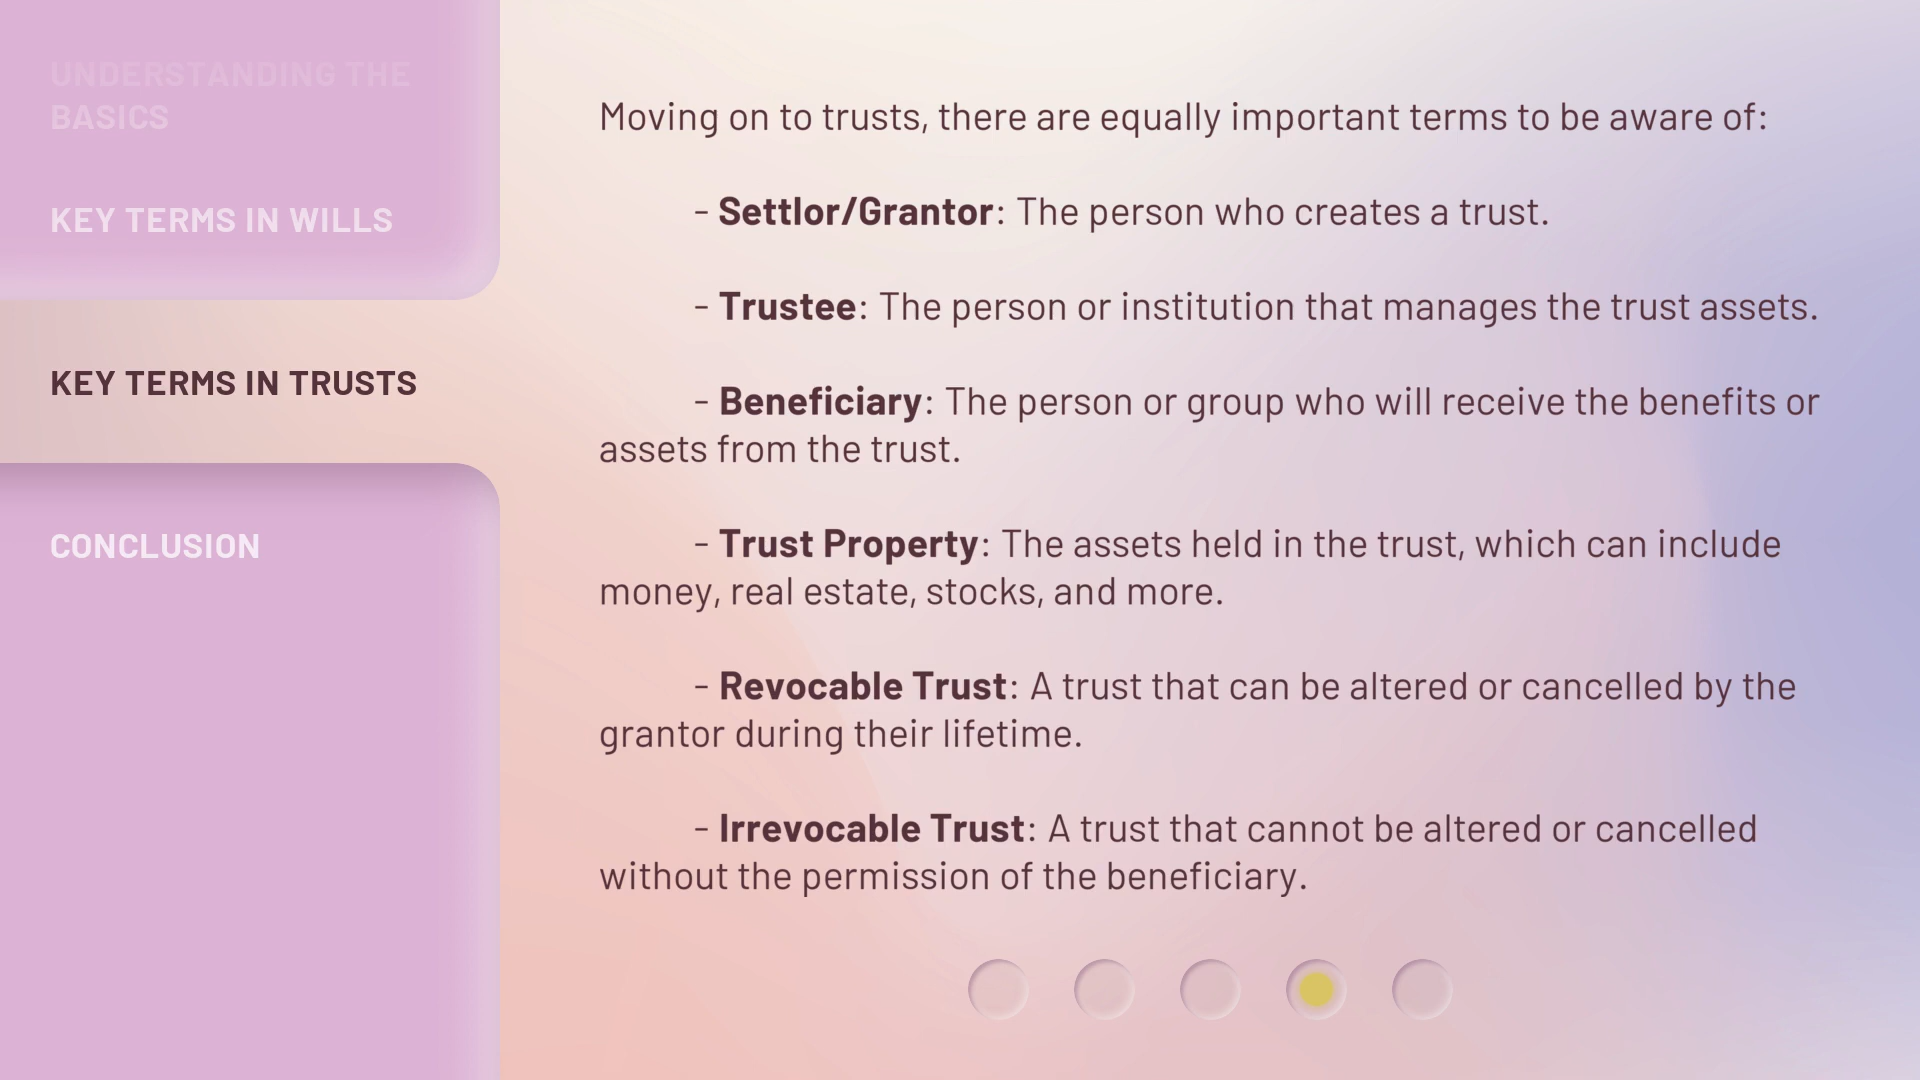 UNDERSTANDING THE
BASICS
KEY TERMS IN WILLS
KEY TERMS IN TRUSTS
CONCLUSION
Moving on to trusts, there are equally important terms to be aware of:
- Settlor/Grantor: The person who creates a trust.
- Trustee: The person or institution that manages the trust assets.
- Beneficiary: The person or group who will receive the benefits or
assets from the trust.
- Trust Property: The assets held in the trust, which can include
money, real estate, stocks, and more.
- Revocable Trust: A trust that can be altered or cancelled by the
grantor during their lifetime.
- Irrevocable Trust: A trust that cannot be altered or cancelled
without the permission of the beneficiary.